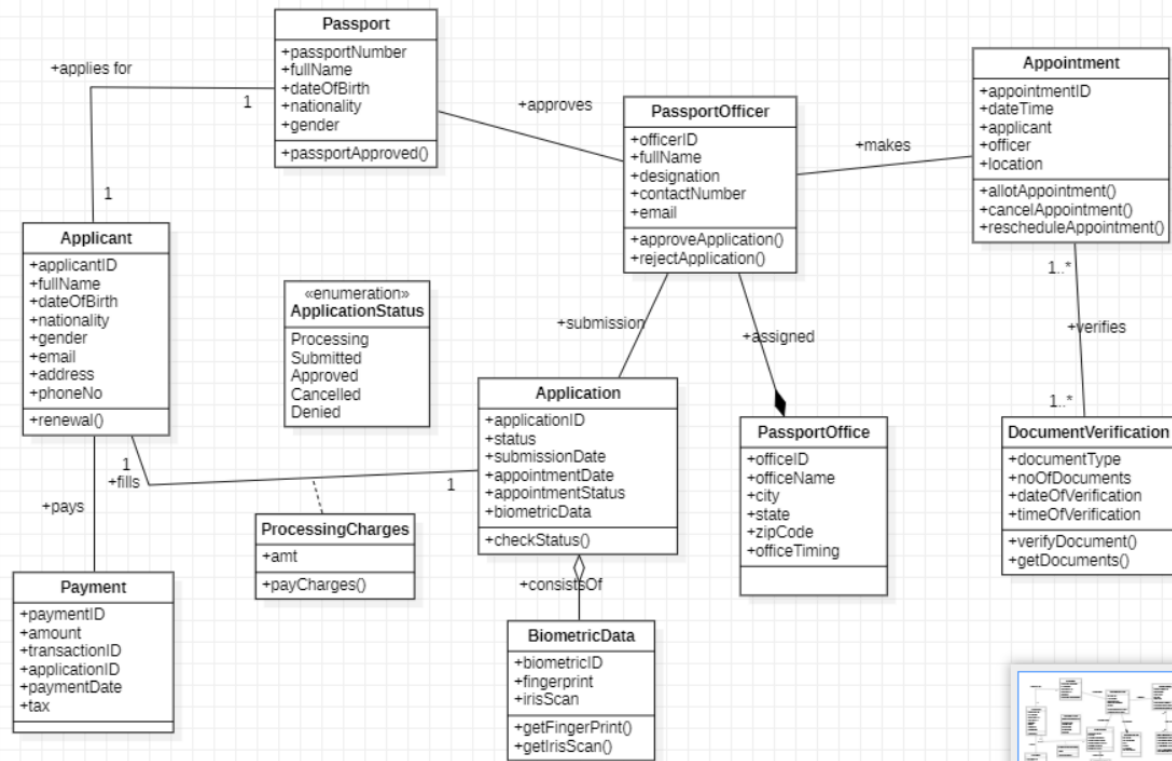 Passport
+passportNumber
+fullName
+dateOfBirth
+nationality
+gender
+passportApproved()
+applies for
1
1
+approves
PassportOfficer
+officerID
+fullName
+designation
+contactNumber
+email
+approveApplication()
+rejectApplication()
+makes
Appointment
+appointmentID
+dateTime
+applicant
+officer
+location
+allotAppointment()
+cancelAppointment()
+rescheduleAppointment()
Applicant
+applicantID
+fullName
+dateOfBirth
+nationality
+gender
+email
+address
+phoneNo
+renewal()
«enumeration»
ApplicationStatus
Processing
Submitted
Approved
Cancelled
Denied
+submission
+assigned
1..*
+verifies
1..*
Application
+applicationID
+status
+submissionDate
+appointmentDate
+appointmentStatus
+biometricData
+checkStatus()
PassportOffice
+officeID
+officeName
+city
+state
+zipCode
+officeTiming
DocumentVerification
+documentType
+noOfDocuments
+dateOfVerification
+timeOfVerification
+verifyDocument()
+getDocuments()
1
+fills
1
+pays
ProcessingCharges
+amt
+payCharges()
+consistsOf
Payment
+paymentID
+amount
+transactionID
+applicationID
+paymentDate
+tax
BiometricData
+biometricID
+fingerprint
+irisScan
+getFingerPrint()
+getIrisScan()